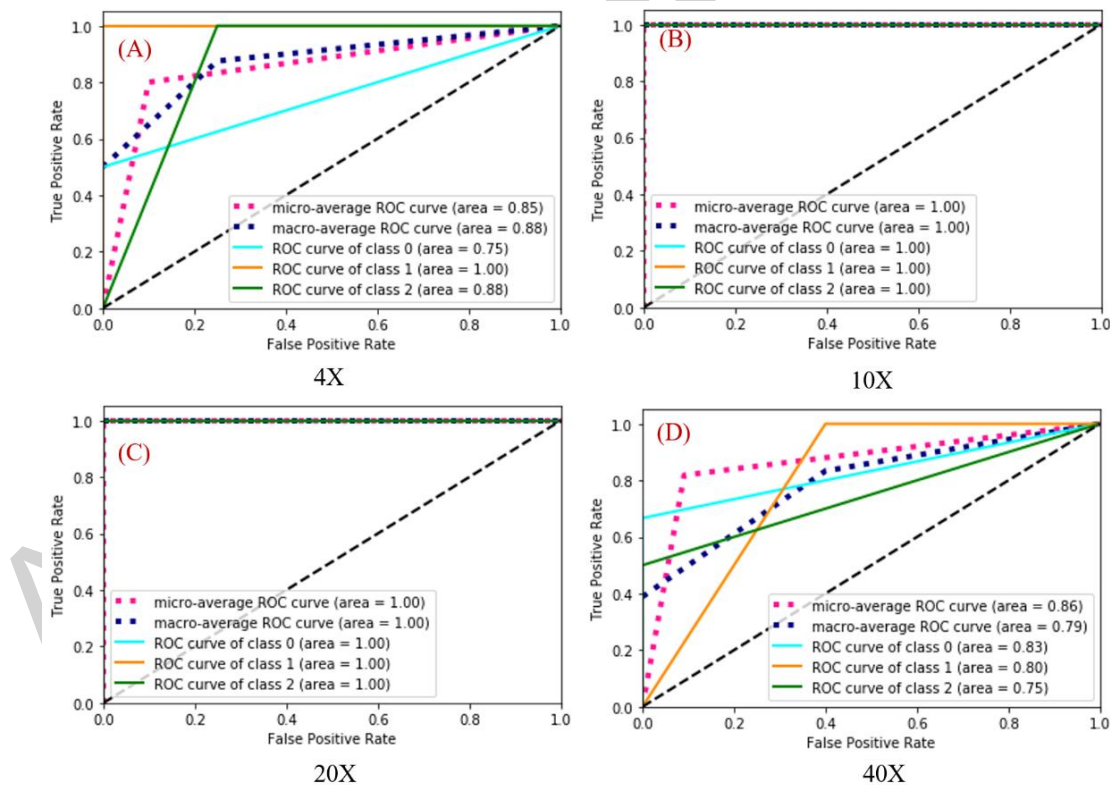 (A)
1.0
0.8
0.6
0.4
0.2
0.0
True Positive Rate
micro-average ROC curve (area = 0.85)
macro-average ROC curve (area = 0.88)
ROC curve of class 0 (area = 0.75)
ROC curve of class 1 (area = 1.00)
ROC curve of class 2 (area = 0.88)
0.0 0.2 0.4 0.6 0.8 1.0
False Positive Rate
4X
(B)
1.0
0.8
0.6
0.4
0.2
0.0
True Positive Rate
micro-average ROC curve (area = 1.00)
macro-average ROC curve (area = 1.00)
ROC curve of class 0 (area = 1.00)
ROC curve of class 1 (area = 1.00)
ROC curve of class 2 (area = 1.00)
0.0 0.2 0.4 0.6 0.8 1.0
False Positive Rate
10X
(C)
1.0
0.8
0.6
0.4
0.2
0.0
True Positive Rate
micro-average ROC curve (area = 1.00)
macro-average ROC curve (area = 1.00)
ROC curve of class 0 (area = 1.00)
ROC curve of class 1 (area = 1.00)
ROC curve of class 2 (area = 1.00)
0.0 0.2 0.4 0.6 0.8 1.0
False Positive Rate
20X
(D)
1.0
0.8
0.6
0.4
0.2
0.0
True Positive Rate
micro-average ROC curve (area = 0.86)
macro-average ROC curve (area = 0.79)
ROC curve of class 0 (area = 0.83)
ROC curve of class 1 (area = 0.80)
ROC curve of class 2 (area = 0.75)
0.0 0.2 0.4 0.6 0.8 1.0
False Positive Rate
40X